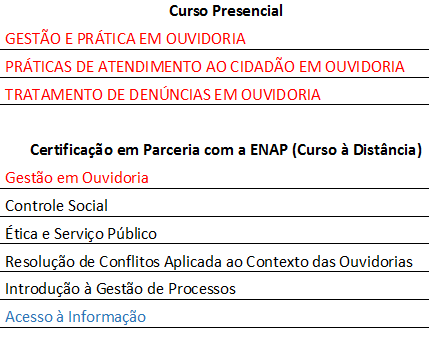 Curso Presencial
GESTÃO E PRÁTICA EM OUVIDORIA
PRÁTICAS DE ATENDIMENTO AO CIDADÃO EM OUVIDORIA
TRATAMENTO DE DENÚNCIAS EM OUVIDORIA
Certificação em Parceria com a ENAP (Curso à Distância)
Gestão em Ouvidoria
Controle Social
Ética e Serviço Público
Resolução de Conflitos Aplicada ao Contexto das Ouvidorias
Introdução à Gestão de Processos
Acesso à Informação